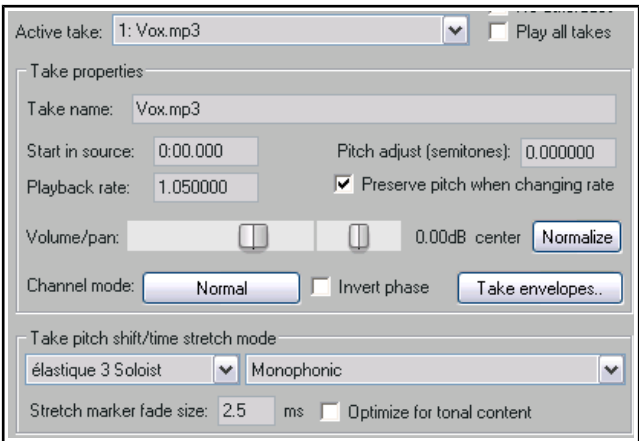 Active take: 1: Vox.mp3 Play all takes
Take properties
Take name: Vox.mp3
Start in source: 0:00.000 Pitch adjust (semitones): 0.000000
Playback rate: 1.050000 Preserve pitch when changing rate
Volume/pan: 0.00dB center Normalize
Channel mode: Normal Invert phase Take envelopes..
Take pitch shift/time stretch mode
élastique 3 Soloist Monophonic
Stretch marker fade size: 2.5 ms Optimize for tonal content